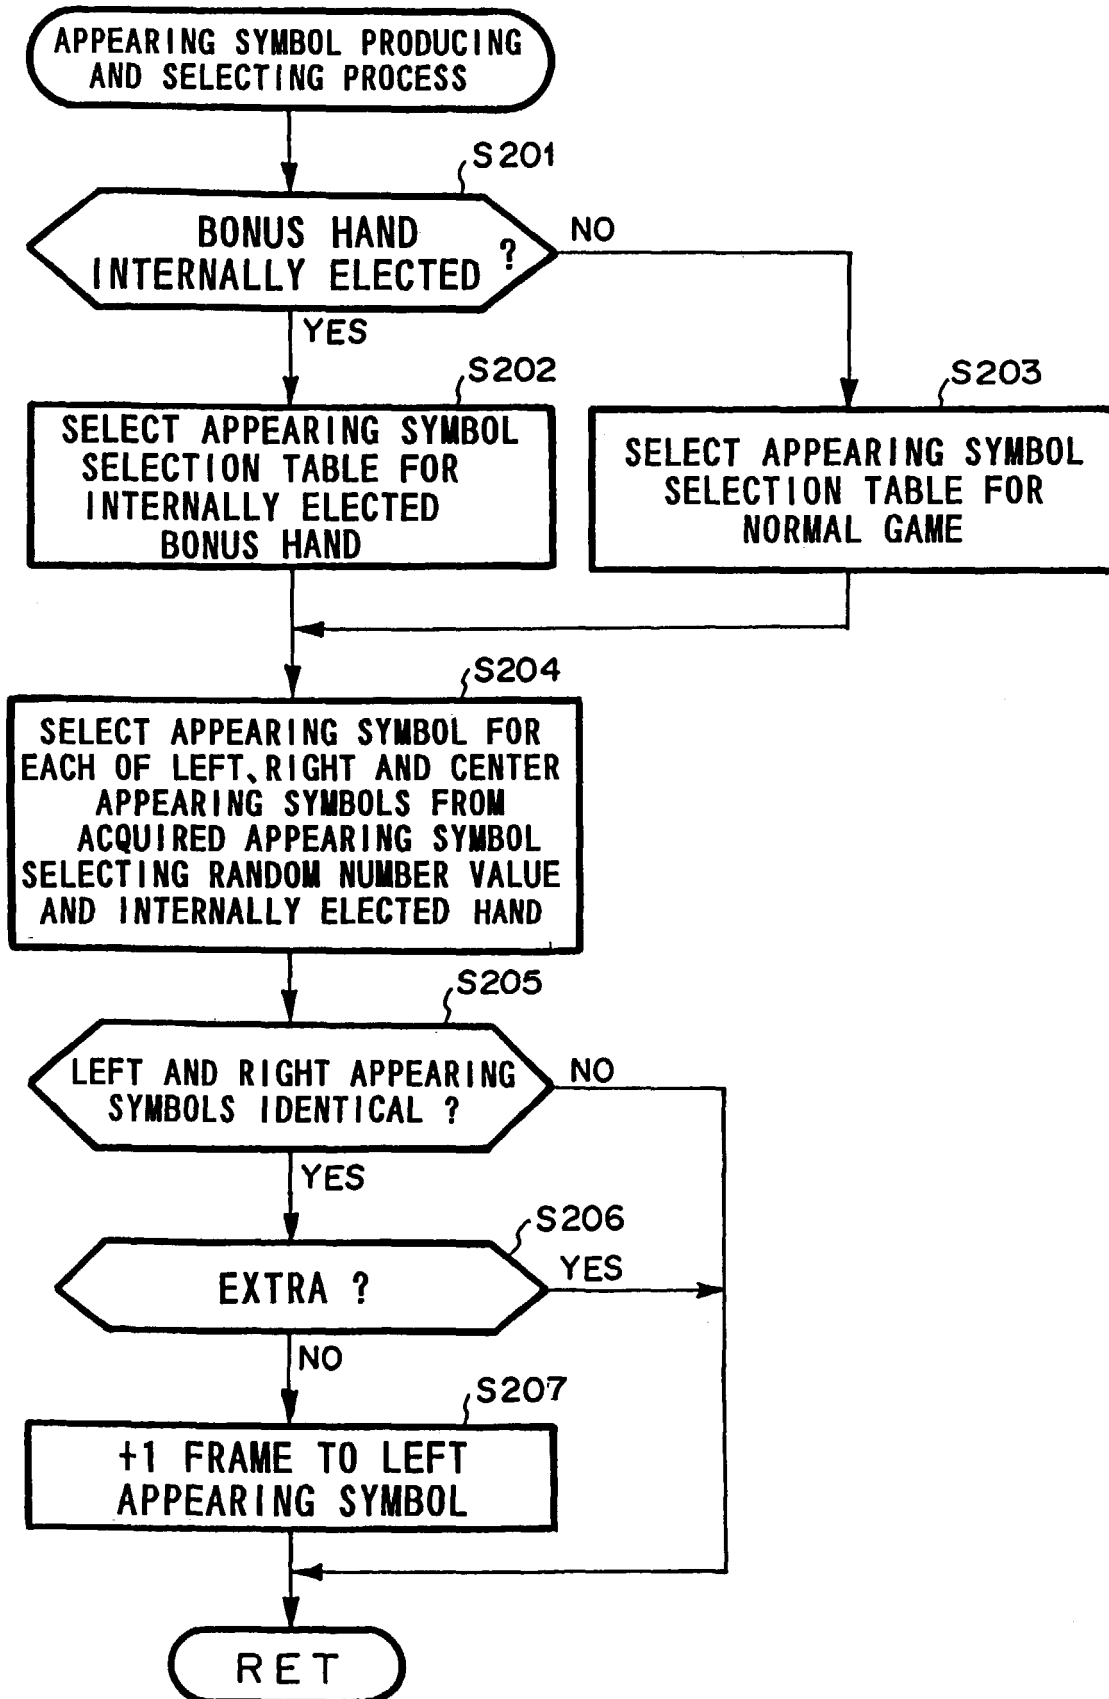 APPEARING SYMBOL PRODUCING
AND SELECTING PROCESS
S201
BONUS HAND
INTERNALLY ELECTED ?
NO
YES
S202
SELECT APPEARING SYMBOL
SELECTION TABLE FOR
INTERNALLY ELECTED
BONUS HAND
S203
SELECT APPEARING SYMBOL
SELECTION TABLE FOR
NORMAL GAME
S204
SELECT APPEARING SYMBOL FOR
EACH OF LEFT、RIGHT AND CENTER
APPEARING SYMBOLS FROM
ACQUIRED APPEARING SYMBOL
SELECTING RANDOM NUMBER VALUE
AND INTERNALLY ELECTED HAND
S205
LEFT AND RIGHT APPEARING
SYMBOLS IDENTICAL ?
NO
YES
S206
EXTRA ?
YES
NO
S207
+1 FRAME TO LEFT
APPEARING SYMBOL
RET